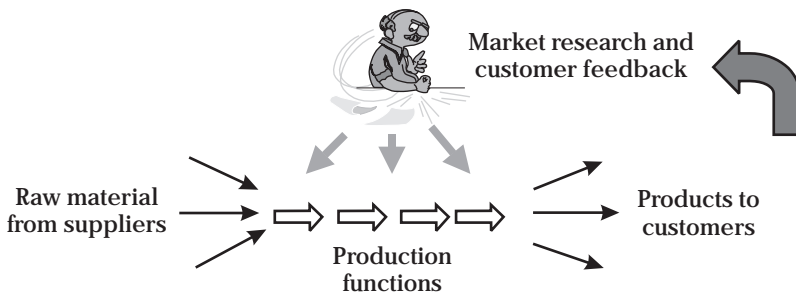 Market research and
customer feedback
Raw material
from suppliers
Production
functions
Products to
customers